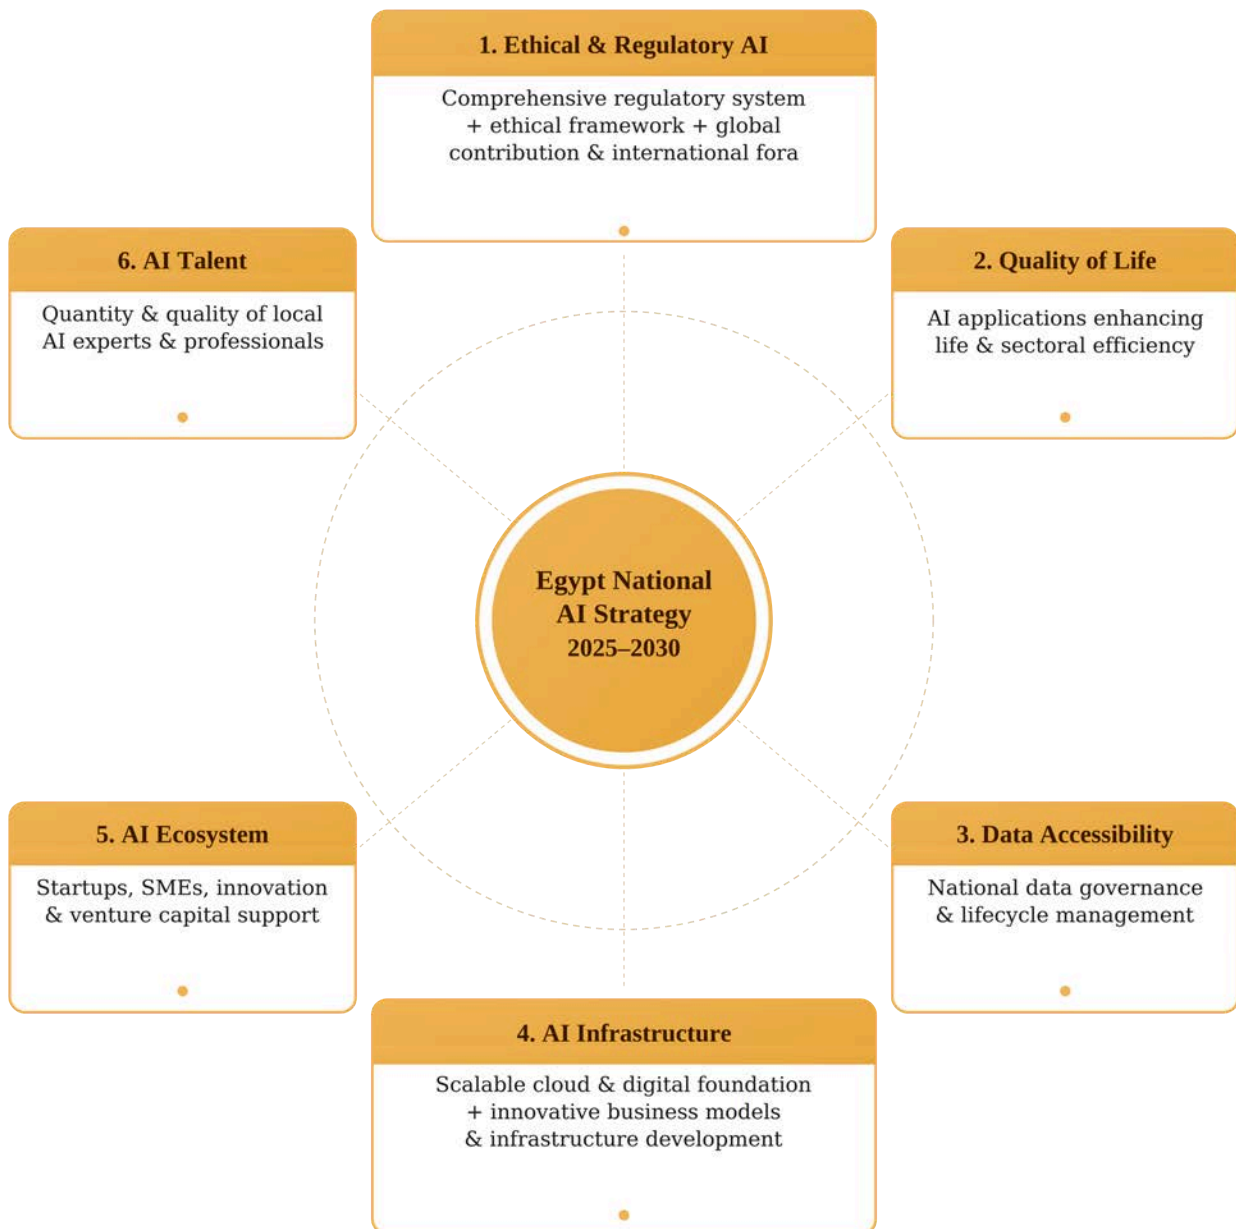 1. Ethical & Regulatory AI
Comprehensive regulatory system
+ ethical framework + global
contribution & international fora
6. AI Talent
Quantity & quality of local
AI experts & professionals
2. Quality of Life
AI applications enhancing
life & sectoral efficiency
Egypt National
AI Strategy
2025–2030
5. AI Ecosystem
Startups, SMEs, innovation
& venture capital support
3. Data Accessibility
National data governance
& lifecycle management
4. AI Infrastructure
Scalable cloud & digital foundation
+ innovative business models
& infrastructure development